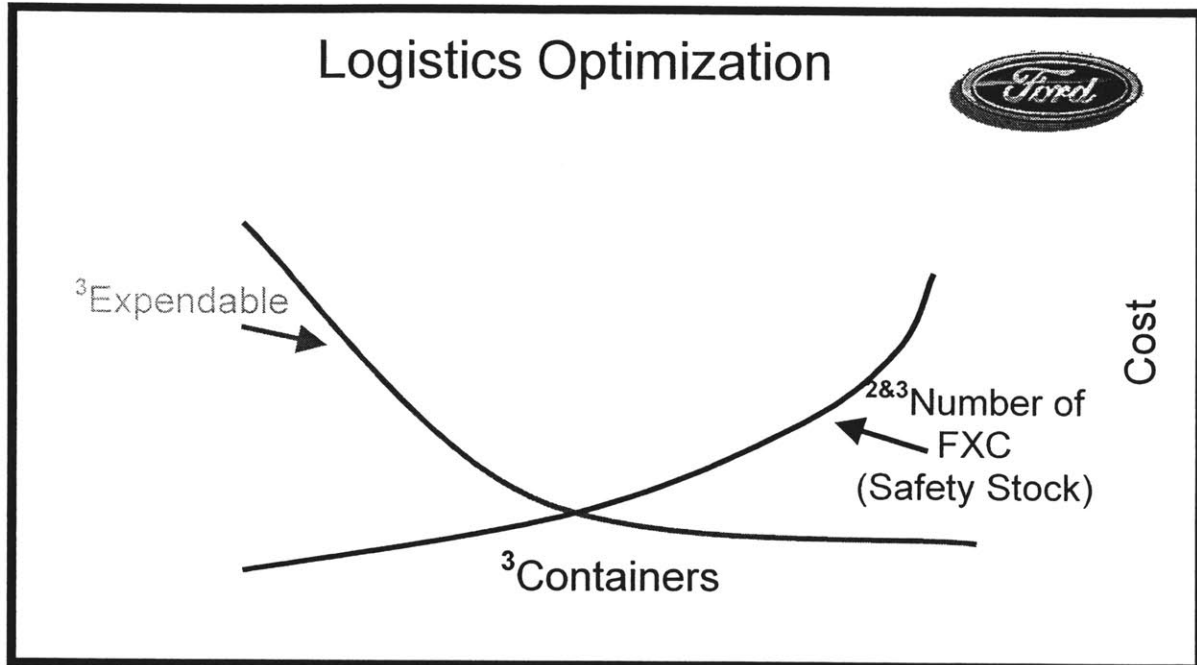 Logistics Optimization
Ford
³Expendable
Cost
²&³Number of
FXC
(Safety Stock)
³Containers